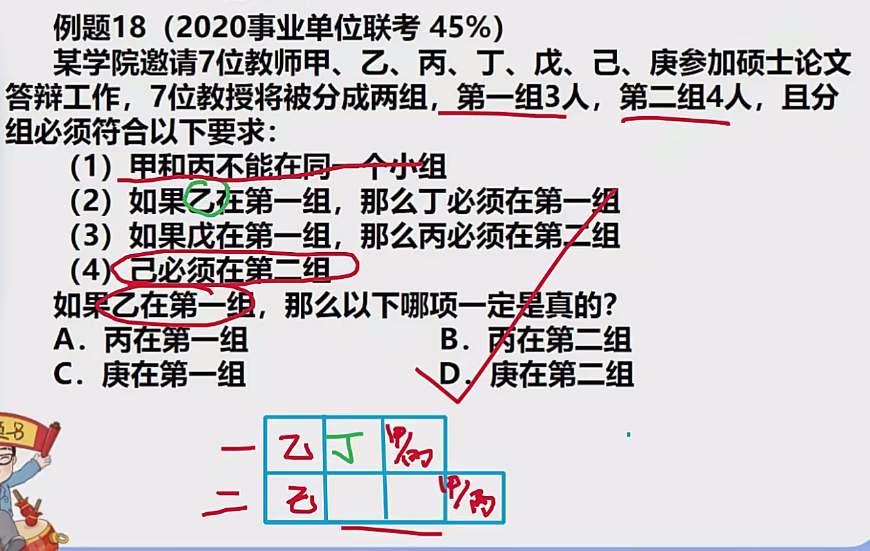 例题18（2020事业单位联考 45%）
某学院邀请7位教师甲、乙、丙、丁、戊、己、庚参加硕士论文
答辩工作，7位教授将被分成两组，第一组3人，第二组4人，且分
组必须符合以下要求：
（1）甲和丙不能在同一个小组
（2）如果乙在第一组，那么丁必须在第一组
（3）如果戊在第一组，那么丙必须在第二组
（4）己必须在第二组
如果乙在第一组，那么以下哪项一定是真的？
A．丙在第一组 B．丙在第二组
C．庚在第一组 D．庚在第二组
一 乙 丁 甲/丙
二 己 甲/丙